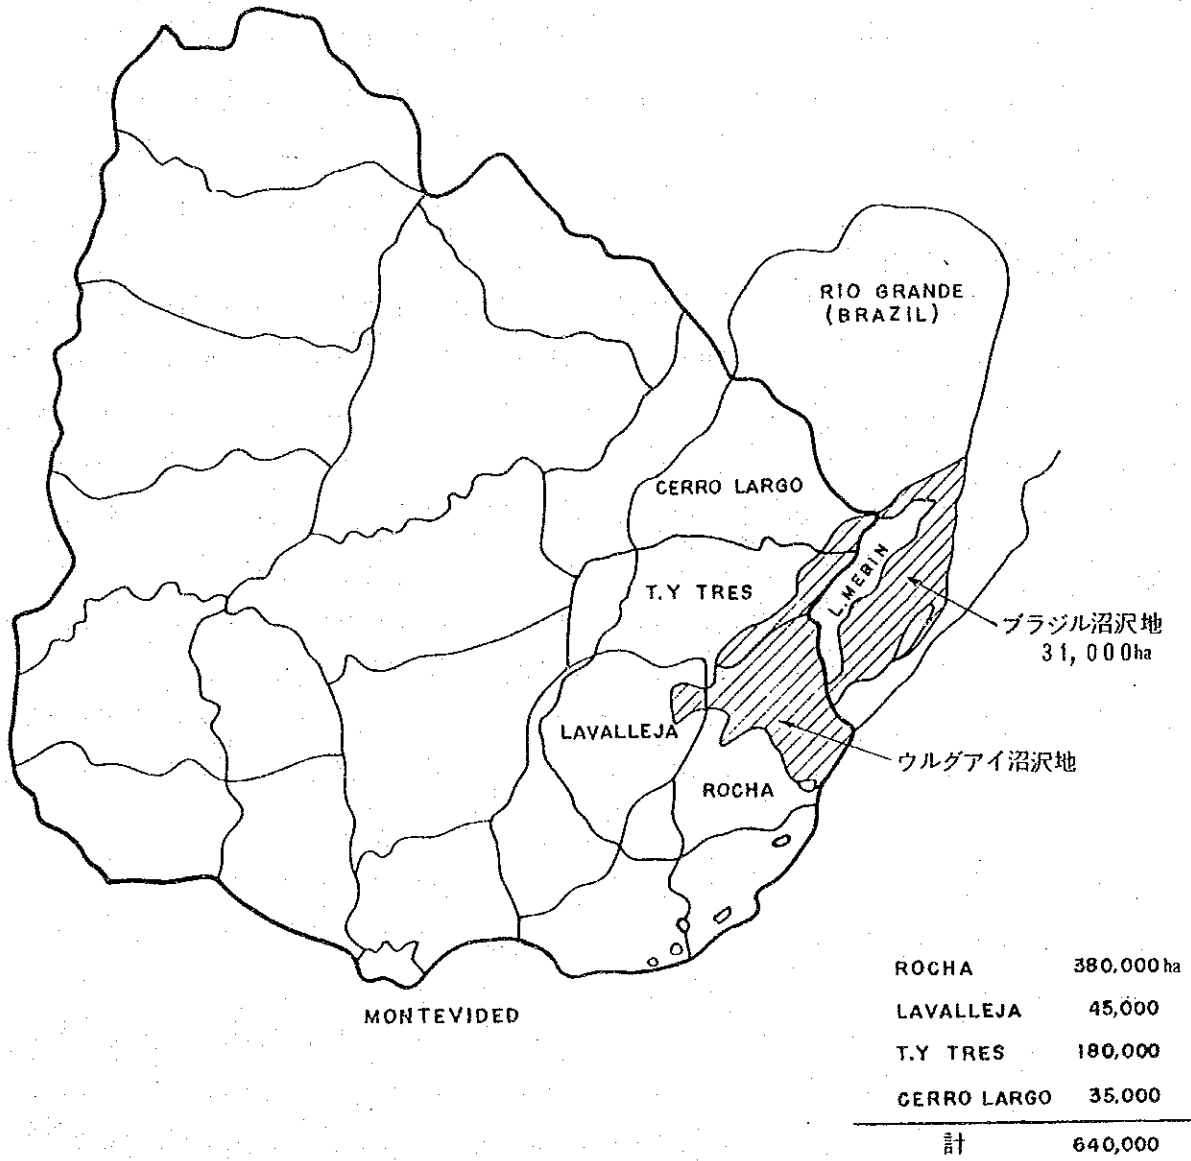 RIO GRANDE
(BRAZIL)
CERRO LARGO
L.MERIN
T.Y TRES
ブラジル沼沢地
31,000ha
LAVALLEJA
ウルグアイ沼沢地
ROCHA
MONTEVIDED
ROCHA 380,000ha
LAVALLEJA 45,000
T.Y TRES 180,000
CERRO LARGO 35,000
計 640,000